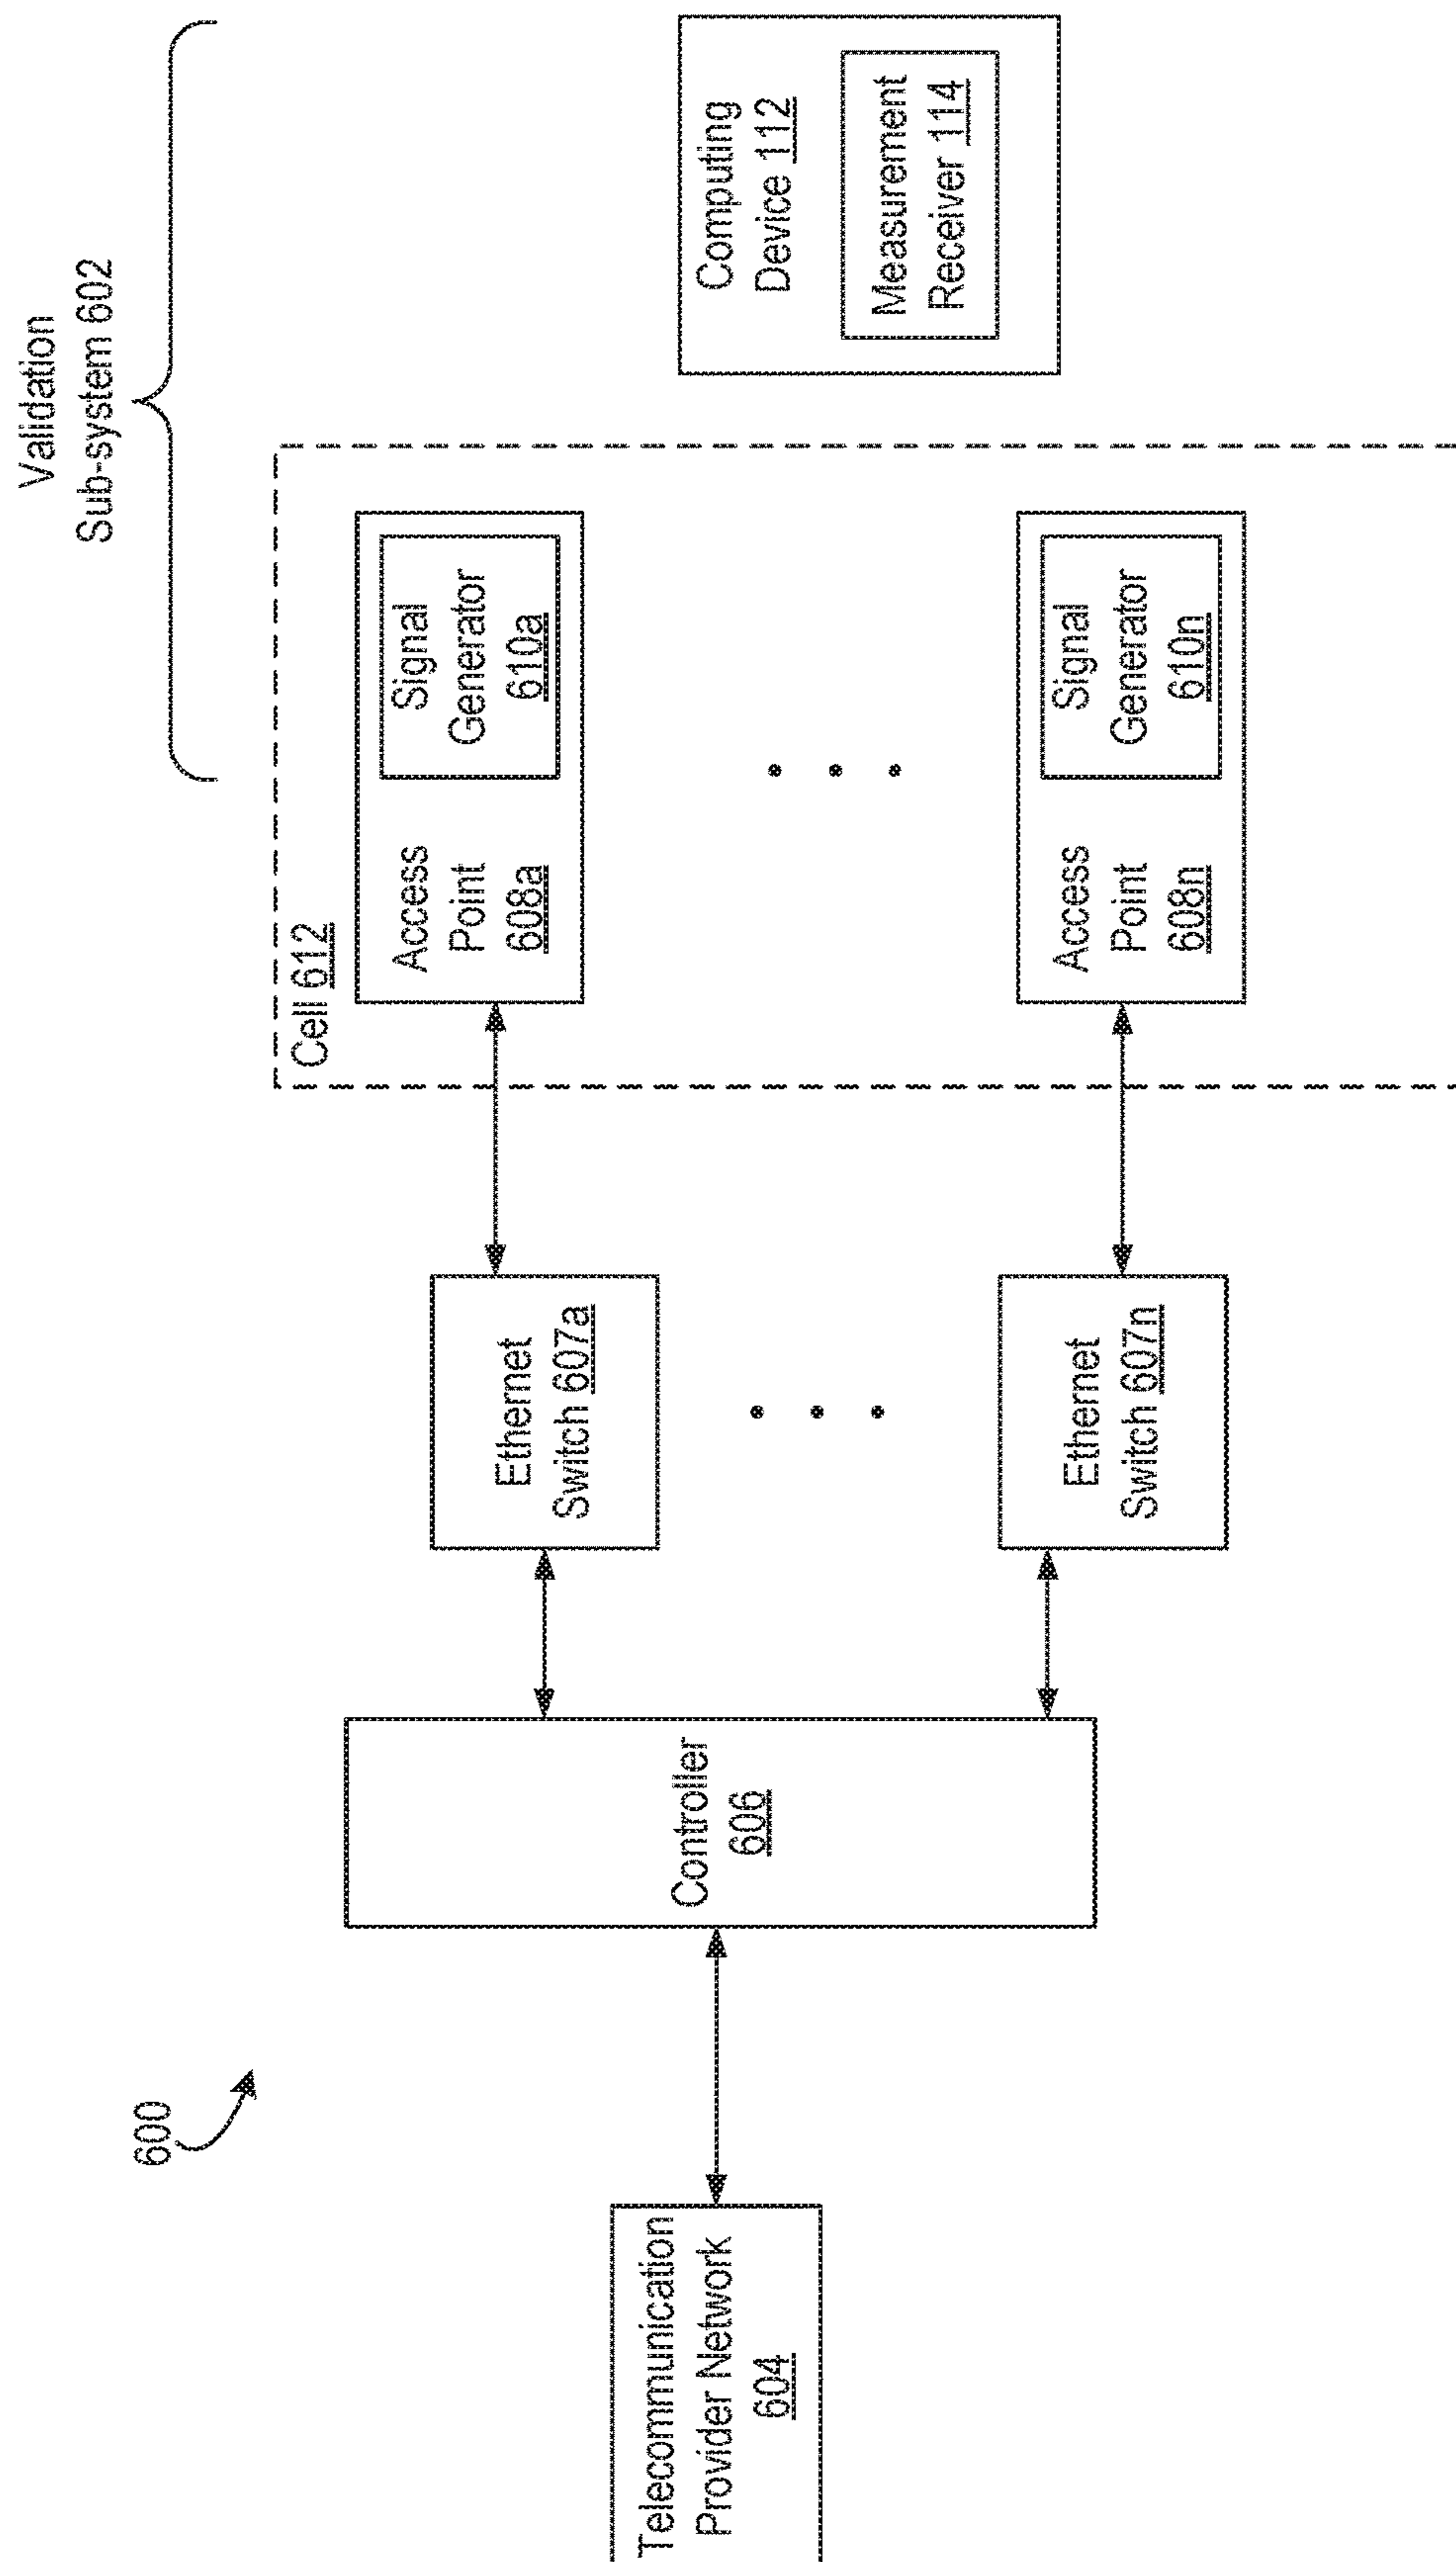 600
Validation
Sub-system 602
Telecommunication
Provider Network
604
Controller
606
Ethernet
Switch 607a
Ethernet
Switch 607n
Cell 612
Access
Point
608a
Signal
Generator
610a
Access
Point
608n
Signal
Generator
610n
Computing
Device 112
Measurement
Receiver 114